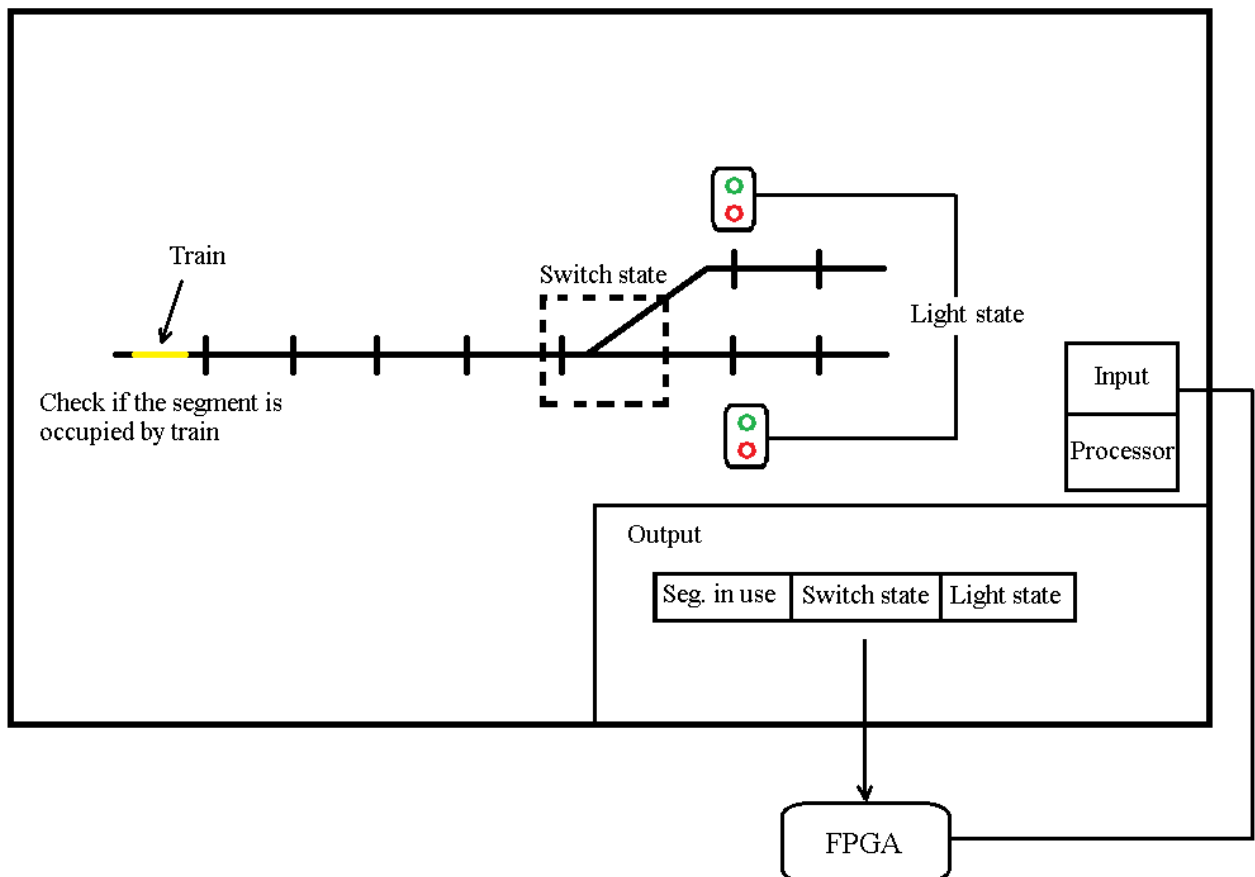 Train
Switch state
Light state
Check if the segment is
occupied by train
Input
Processor
Output
Seg. in use
Switch state
Light state
FPGA